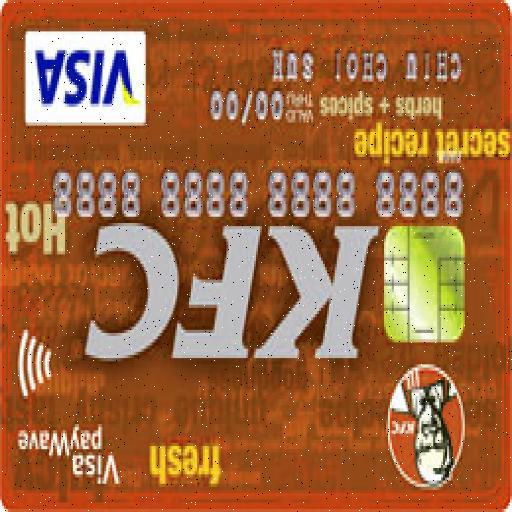 KFC
fresh
Visa
payWave
KFC
Hot
8888 8888 8888 8888
secret recipe
herbs + spices
VALID THRU 00/00
CHIU CHOI SUK
VISA